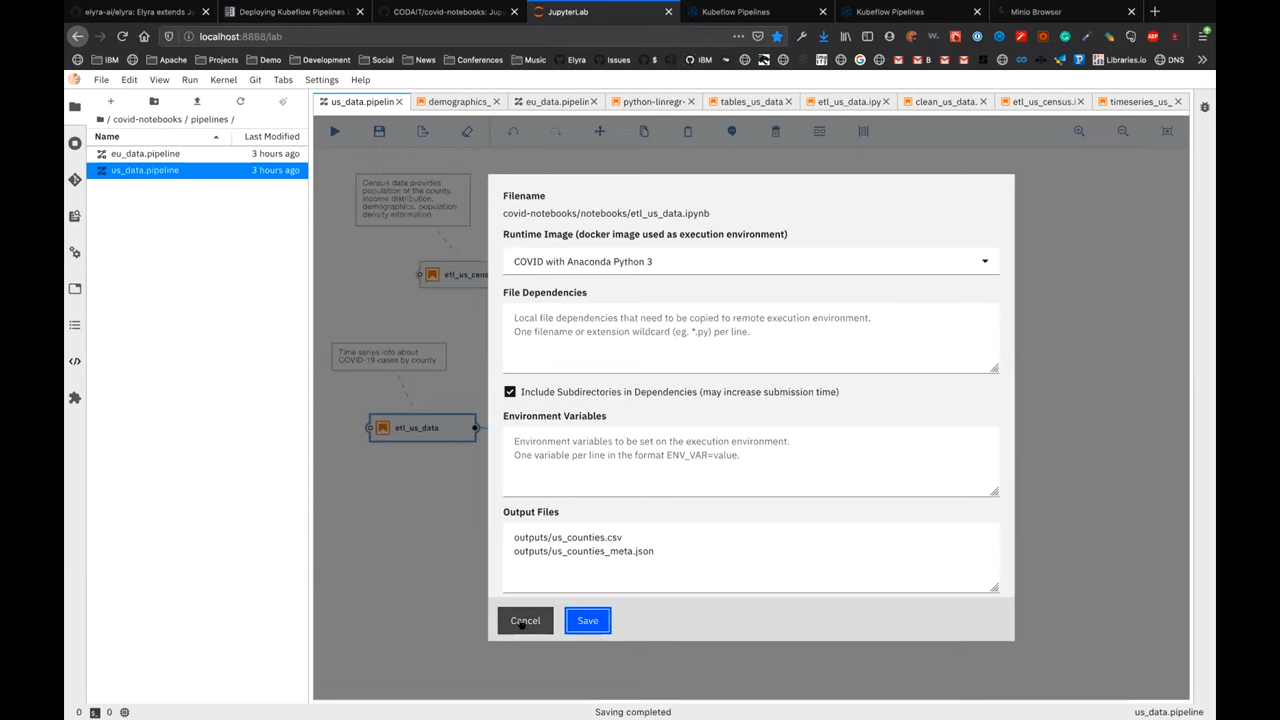 elyra-ai/elyra: Elyra extends Ju
Deploying Kubeflow Pipelines
CODAIT/covid-notebooks: Jup
JupyterLab
Kubeflow Pipelines
Kubeflow Pipelines
Minio Browser
localhost:8888/lab
IBM
Apache
Projects
Demo
Development
Social
News
Conferences
Music
Elyra
Issues
$
IBM
B
Libraries.io
DNS
File
Edit
View
Run
Kernel
Git
Tabs
Settings
Help
us_data.pipelin
demographics_
eu_data.pipelin
python-linregr-
tables_us_data
etl_us_data.ipy
clean_us_data.
etl_us_census.i
timeseries_us_
/ covid-notebooks / pipelines /
Name
Last Modified
eu_data.pipeline
3 hours ago
us_data.pipeline
3 hours ago
Census data provides
population of the county,
income distribution,
demographics, population
density information
etl_us_cens
Time series info about
COVID-19 cases by county
etl_us_data
Filename
covid-notebooks/notebooks/etl_us_data.ipynb
Runtime Image (docker image used as execution environment)
COVID with Anaconda Python 3
File Dependencies
Local file dependencies that need to be copied to remote execution environment.
One filename or extension wildcard (eg. *.py) per line.
Include Subdirectories in Dependencies (may increase submission time)
Environment Variables
Environment variables to be set on the execution environment.
One variable per line in the format ENV_VAR=value.
Output Files
outputs/us_counties.csv
outputs/us_counties_meta.json
Cancel
Save
0
0
Saving completed
us_data.pipeline